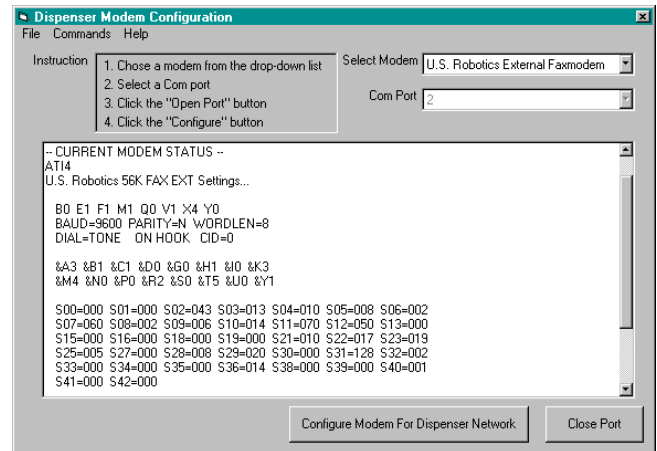 Dispenser Modem Configuration
File Commands Help
Instruction
1. Chose a modem from the drop-down list
2. Select a Com port
3. Click the "Open Port" button
4. Click the "Configure" button
Select Modem U.S. Robotics External Faxmodem
Com Port 2
-- CURRENT MODEM STATUS --
ATI4
U.S. Robotics 56K FAX EXT Settings...
B0 E1 F1 M1 Q0 V1 X4 Y0
BAUD=9600 PARITY=N WORDLEN=8
DIAL=TONE ON HOOK CID=0
&A3 &B1 &C1 &D0 &G0 &H1 &I0 &K3
&M4 &N0 &P0 &R2 &S0 &T5 &U0 &Y1
S00=000 S01=000 S02=043 S03=013 S04=010 S05=008 S06=002
S07=060 S08=002 S09=006 S10=014 S11=070 S12=050 S13=000
S15=000 S16=000 S18=000 S19=000 S21=010 S22=017 S23=019
S25=005 S27=000 S28=008 S29=020 S30=000 S31=128 S32=002
S33=000 S34=000 S35=000 S36=014 S38=000 S39=000 S40=001
S41=000 S42=000
Configure Modem For Dispenser Network
Close Port